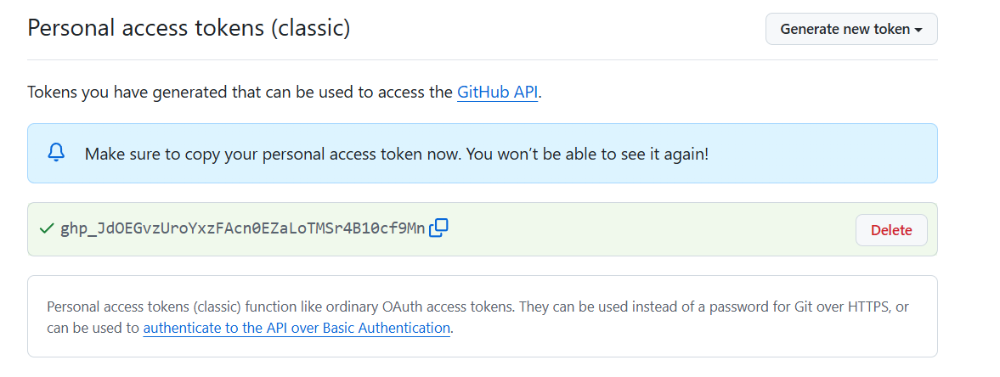 Personal access tokens (classic)
Generate new token
Tokens you have generated that can be used to access the GitHub API.
Make sure to copy your personal access token now. You won’t be able to see it again!
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
Delete
Personal access tokens (classic) function like ordinary OAuth access tokens. They can be used instead of a password for Git over HTTPS, or
can be used to authenticate to the API over Basic Authentication.